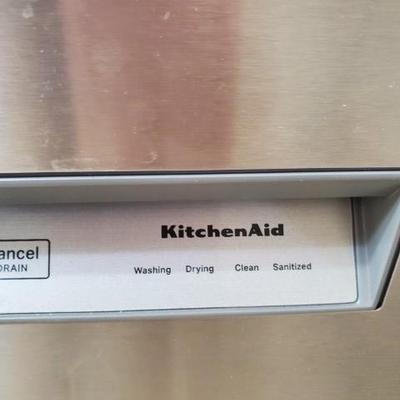 KitchenAid
ancel
DRAIN
Washing Drying Clean Sanitized